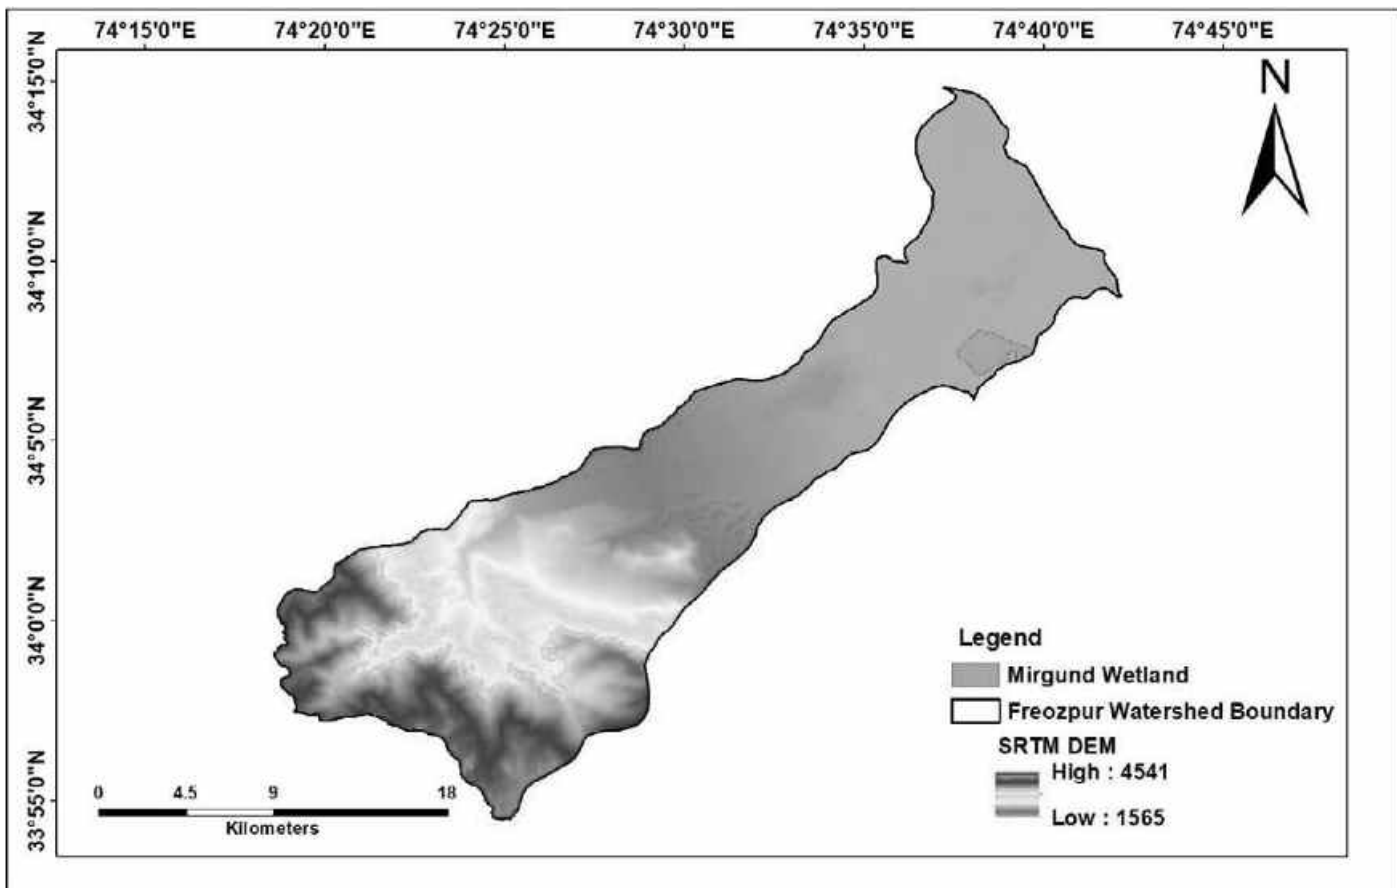 74°15'0"E 74°20'0"E 74°25'0"E 74°30'0"E 74°35'0"E 74°40'0"E 74°45'0"E
34°15'0"N
34°10'0"N
34°5'0"N
34°0'0"N
33°55'0"N
N
Legend
Mirgund Wetland
Freozpur Watershed Boundary
SRTM DEM
High : 4541
Low : 1565
0 4.5 9 18
Kilometers